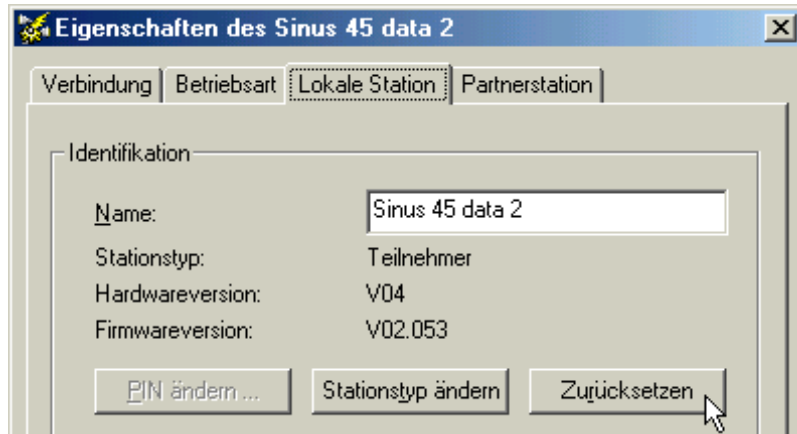 Eigenschaften des Sinus 45 data 2
Verbindung Betriebsart Lokale Station Partnerstation
Identifikation
Name: Sinus 45 data 2
Stationstyp: Teilnehmer
Hardwareversion: V04
Firmwareversion: V02.053
PIN ändern ... Stationstyp ändern Zurücksetzen